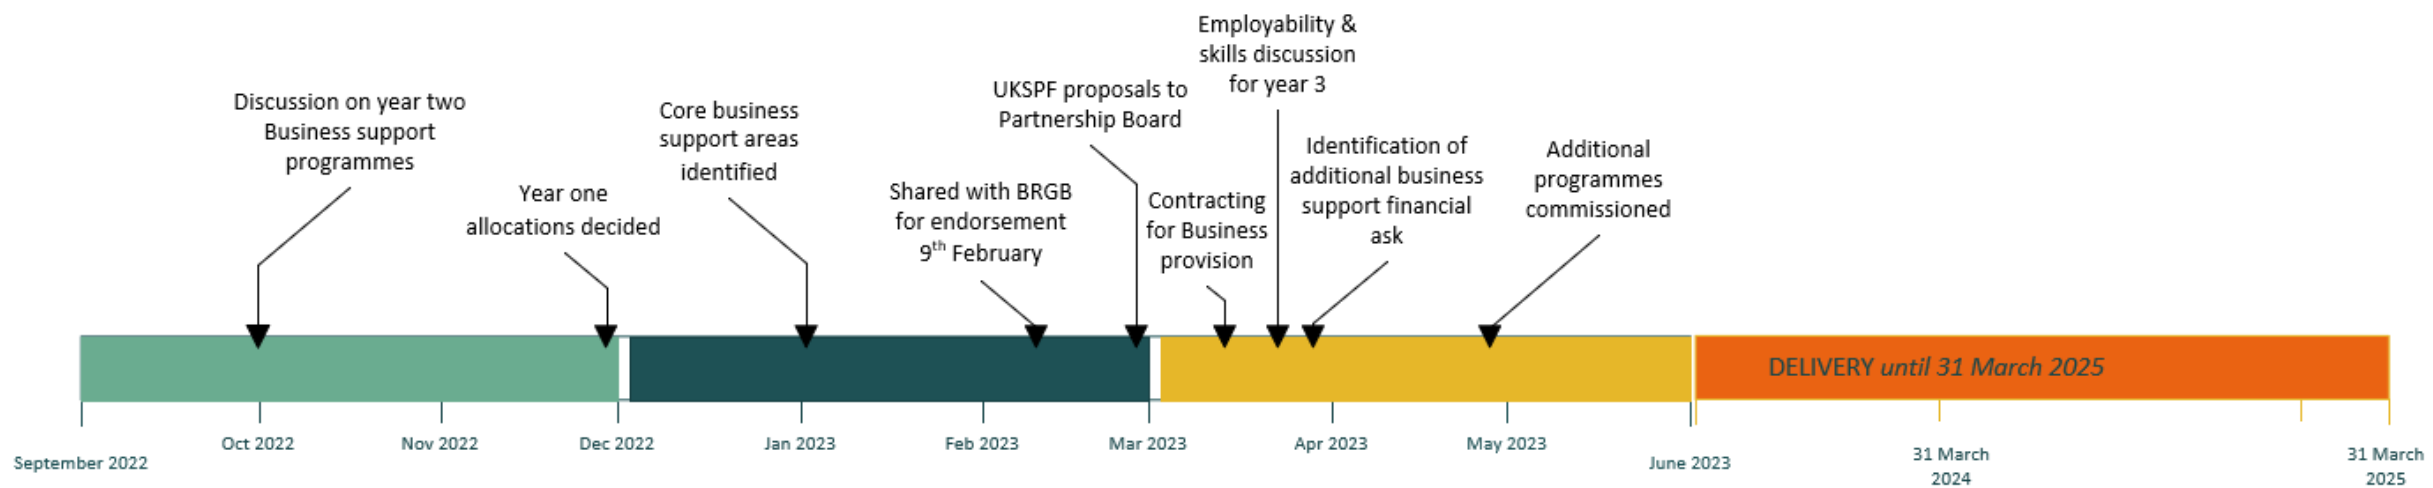 Discussion on year two
Business support
programmes
Year one
allocations decided
Core business
support areas
identified
Shared with BRGB
for endorsement
9th February
UKSPF proposals to
Partnership Board
Contracting
for Business
provision
Employability &
skills discussion
for year 3
Identification of
additional business
support financial
ask
Additional
programmes
commissioned
DELIVERY until 31 March 2025
September 2022
Oct 2022
Nov 2022
Dec 2022
Jan 2023
Feb 2023
Mar 2023
Apr 2023
May 2023
June 2023
31 March
2024
31 March
2025